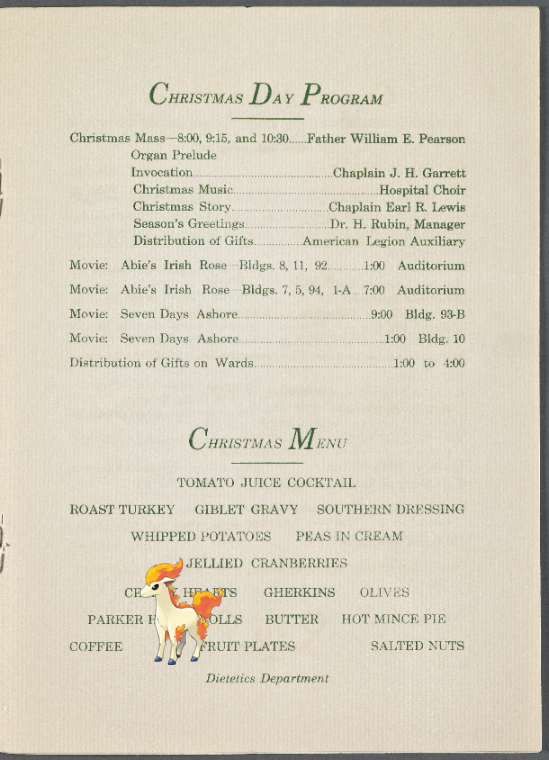 CHRISTMAS DAY PROGRAM
Christmas Mass—8:00, 9:15, and 10:30......Father William E. Pearson
Organ Prelude
Invocation..........Chaplain J. H. Garrett
Christmas Music..........Hospital Choir
Christmas Story..........Chaplain Earl R. Lewis
Season's Greetings..........Dr. H. Rubin, Manager
Distribution of Gifts..........American Legion Auxiliary
Movie: Abie's Irish Rose—Bldgs. 8, 11, 92..........1:00 Auditorium
Movie: Abie's Irish Rose—Bldgs. 7, 5, 94, 1-A...7:00 Auditorium
Movie: Seven Days Ashore..........9:00 Bldg. 93-B
Movie: Seven Days Ashore..........1:00 Bldg. 10
Distribution of Gifts on Wards..........1:00 to 4:00
CHRISTMAS MENU
TOMATO JUICE COCKTAIL
ROAST TURKEY GIBLET GRAVY SOUTHERN DRESSING
WHIPPED POTATOES PEAS IN CREAM
JELLIED CRANBERRIES
GHERKINS OLIVES
PARKER BUTTER HOT MINCE PIE
COFFEE FRUIT PLATES SALTED NUTS
Dietetics Department